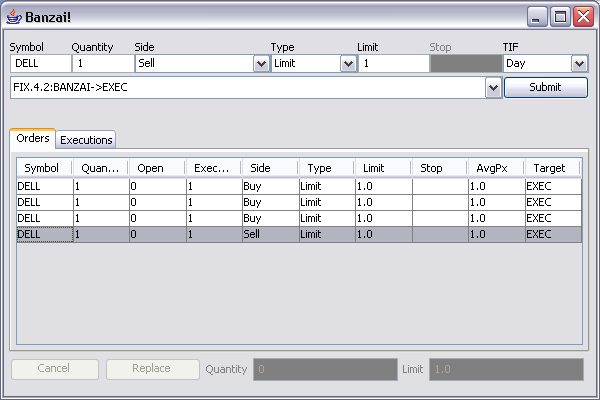 Banzai!
Symbol Quantity Side Type Limit Stop TIF
DELL 1 Sell Limit 1 Day
FIX.4.2:BANZAI->EXEC Submit
Orders Executions
Symbol Quan... Open Exec... Side Type Limit Stop AvgPx Target
DELL 1 0 1 Buy Limit 1.0 1.0 EXEC
DELL 1 0 1 Buy Limit 1.0 1.0 EXEC
DELL 1 0 1 Buy Limit 1.0 1.0 EXEC
DELL 1 0 1 Sell Limit 1.0 1.0 EXEC
Cancel Replace Quantity 0 Limit 1.0